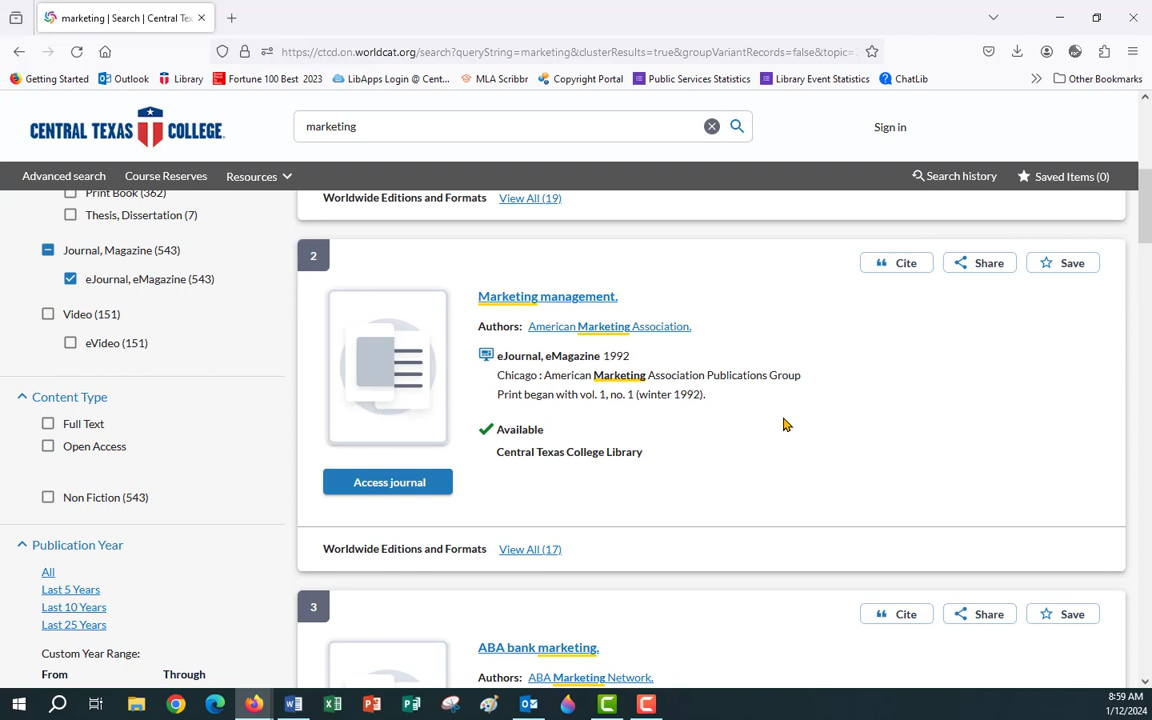 marketing | Search | Central Te
https://ctcd.on.worldcat.org/search?queryString=marketing&clusterResults=true&groupVariantRecords=false&topic=
Getting Started
Outlook
Library
Fortune 100 Best 2023
LibApps Login @ Cent...
MLA Scribbr
Copyright Portal
Public Services Statistics
Library Event Statistics
ChatLib
Other Bookmarks
CENTRAL TEXAS COLLEGE
marketing
Sign in
Advanced search
Course Reserves
Resources
Search history
Saved Items (0)
Print Book (362)
Thesis, Dissertation (7)
Journal, Magazine (543)
eJournal, eMagazine (543)
Video (151)
eVideo (151)
Content Type
Full Text
Open Access
Non Fiction (543)
Publication Year
All
Last 5 Years
Last 10 Years
Last 25 Years
Custom Year Range:
From Through
Worldwide Editions and Formats View All (19)
2
Cite
Share
Save
Marketing management.
Authors: American Marketing Association.
eJournal, eMagazine 1992
Chicago : American Marketing Association Publications Group
Print began with vol. 1, no. 1 (winter 1992).
Available
Central Texas College Library
Access journal
Worldwide Editions and Formats View All (17)
3
Cite
Share
Save
ABA bank marketing.
Authors: ABA Marketing Network.
8:59 AM
1/12/2024